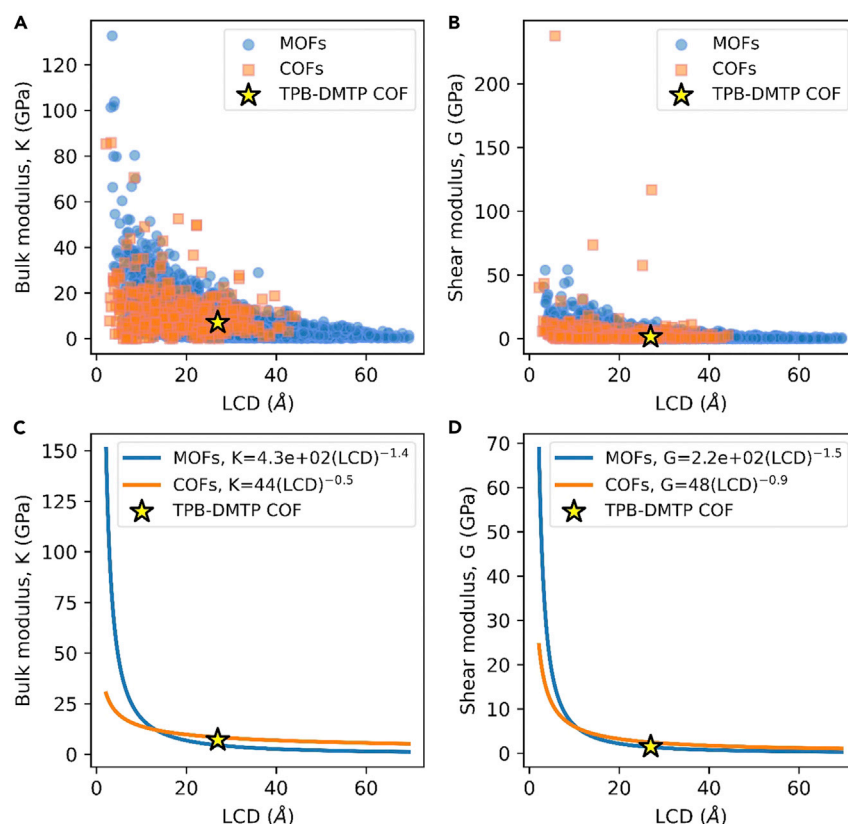 A
Bulk modulus, K (GPa)
120
100
80
60
40
20
0
MOFs
COFs
TPB-DMTP COF
0 20 40 60
LCD (Å)
B
Shear modulus, G (GPa)
200
150
100
50
0
MOFs
COFs
TPB-DMTP COF
0 20 40 60
LCD (Å)
C
Bulk modulus, K (GPa)
150
125
100
75
50
25
0
MOFs, K=4.3e+02(LCD)⁻¹·⁴
COFs, K=44(LCD)⁻⁰·⁵
TPB-DMTP COF
0 20 40 60
LCD (Å)
D
Shear modulus, G (GPa)
70
60
50
40
30
20
10
0
MOFs, G=2.2e+02(LCD)⁻¹·⁵
COFs, G=48(LCD)⁻⁰·⁹
TPB-DMTP COF
0 20 40 60
LCD (Å)